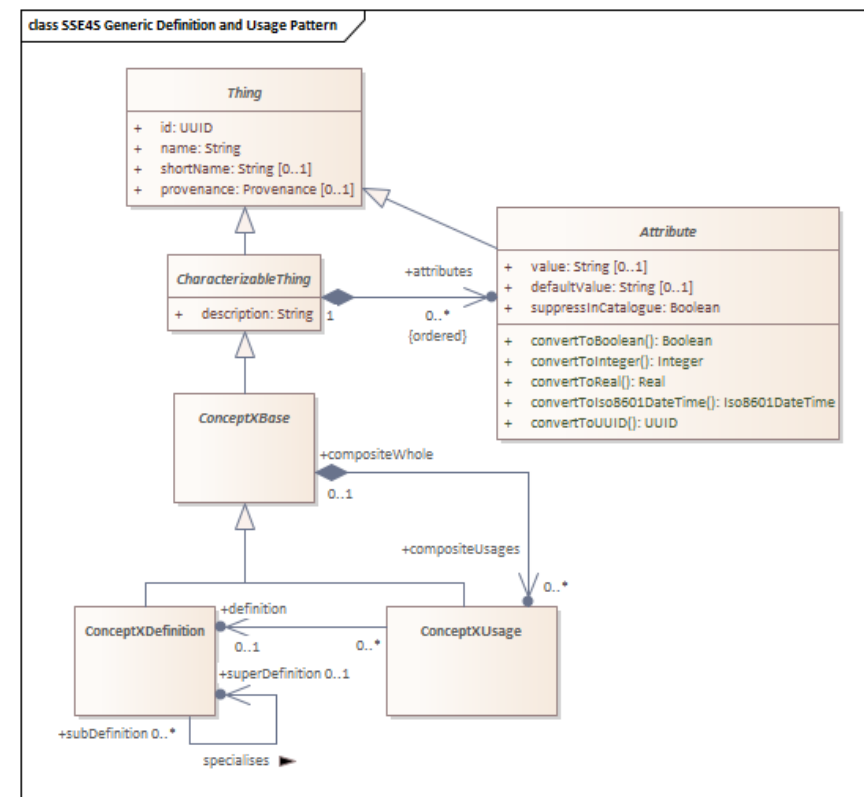 class SSE4S Generic Definition and Usage Pattern
Thing
+ id: UUID
+ name: String
+ shortName: String [0..1]
+ provenance: Provenance [0..1]
Attribute
+ value: String [0..1]
+ defaultValue: String [0..1]
+ suppressInCatalogue: Boolean
+ convertToBoolean(): Boolean
+ convertToInteger(): Integer
+ convertToReal(): Real
+ convertToIso8601DateTime(): Iso8601DateTime
+ convertToUUID(): UUID
CharacterizableThing
+ description: String
1
+attributes
0..*
{ordered}
ConceptXBase
+compositeWhole
0..1
+compositeUsages
0..*
ConceptXDefinition
+definition
0..1
0..*
ConceptXUsage
+superDefinition 0..1
+subDefinition 0..*
specialises